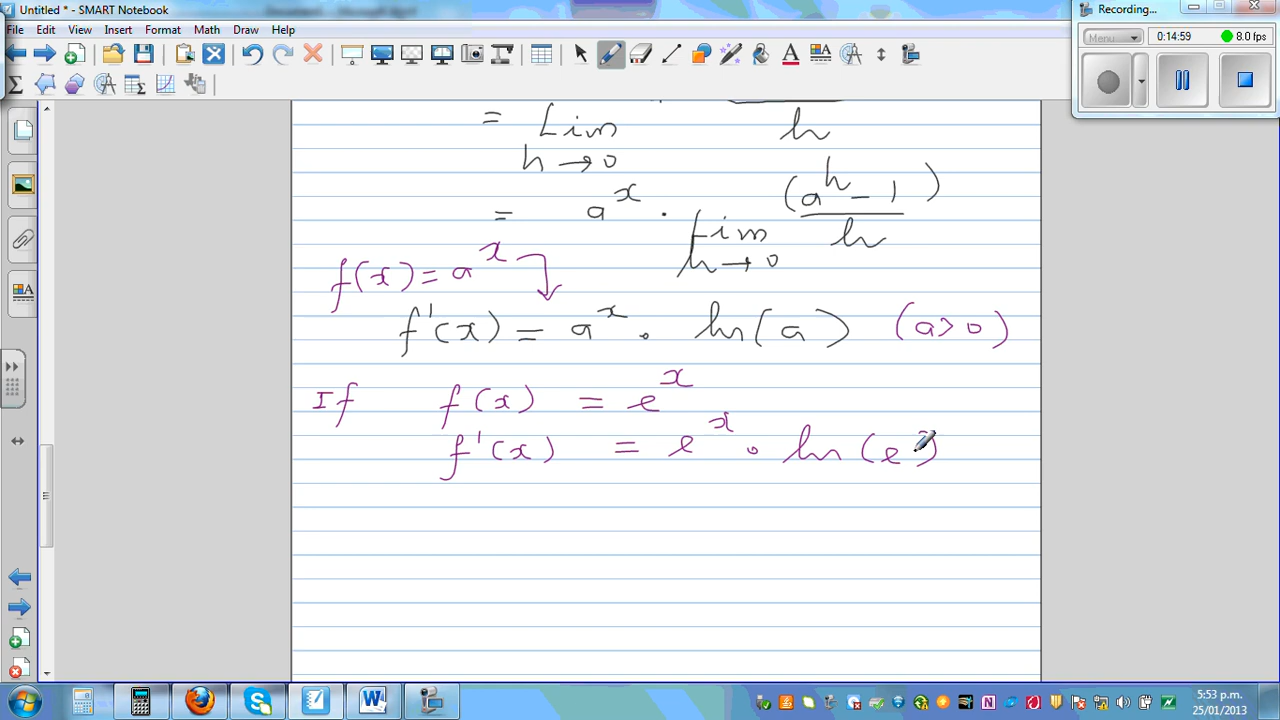 Untitled * - SMART Notebook
Recording...
File Edit View Insert Format Math Draw Help
Menu 0:14:59 8.0 fps
= Lim h
h → 0
= a^x · Lim (a^h - 1) / h
h → 0
f(x) = a^x
f'(x) = a^x · ln(a) (a > 0)
If f(x) = e^x
f'(x) = e^x · ln(e)
5:53 p.m.
25/01/2013